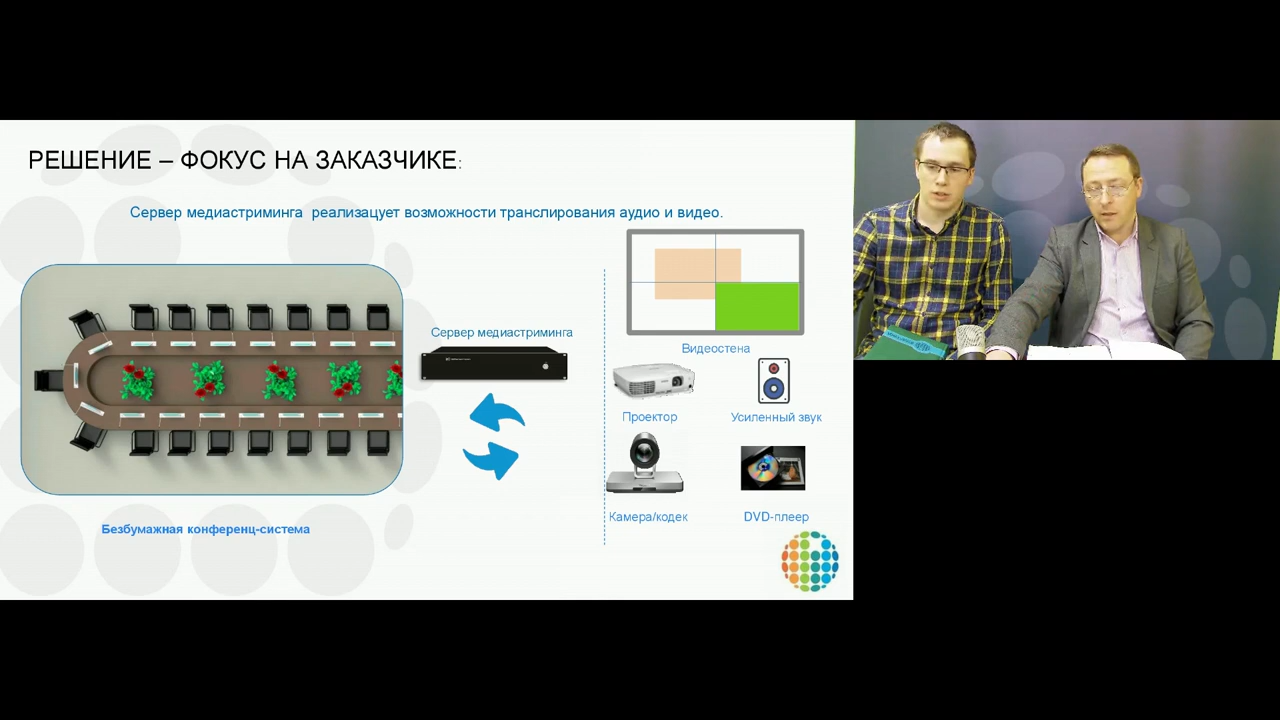 РЕШЕНИЕ – ФОКУС НА ЗАКАЗЧИКЕ:
Сервер медиастриминга реализацует возможности транслирования аудио и видео.
Сервер медиастриминга
Видеостена
Проектор
Усиленный звук
Камера/кодек
DVD-плеер
Безбумажная конференц-система